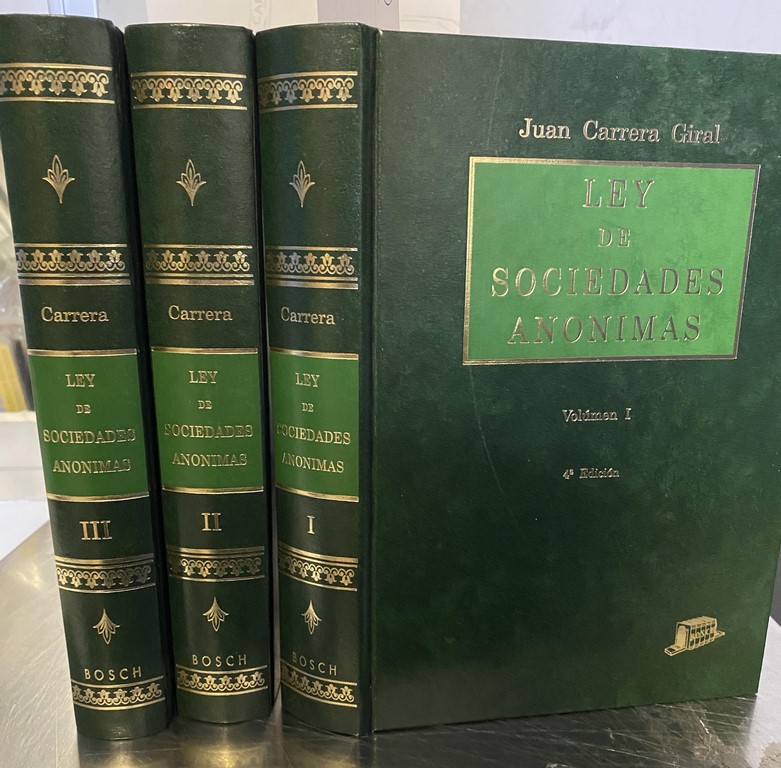 Carrera
LEY
DE
SOCIEDADES
ANONIMAS
III
BOSCH
Carrera
LEY
DE
SOCIEDADES
ANONIMAS
II
BOSCH
Carrera
LEY
DE
SOCIEDADES
ANONIMAS
I
BOSCH
Juan Carrera Giral
LEY
DE
SOCIEDADES
ANONIMAS
Volúmen I
4ª Edición